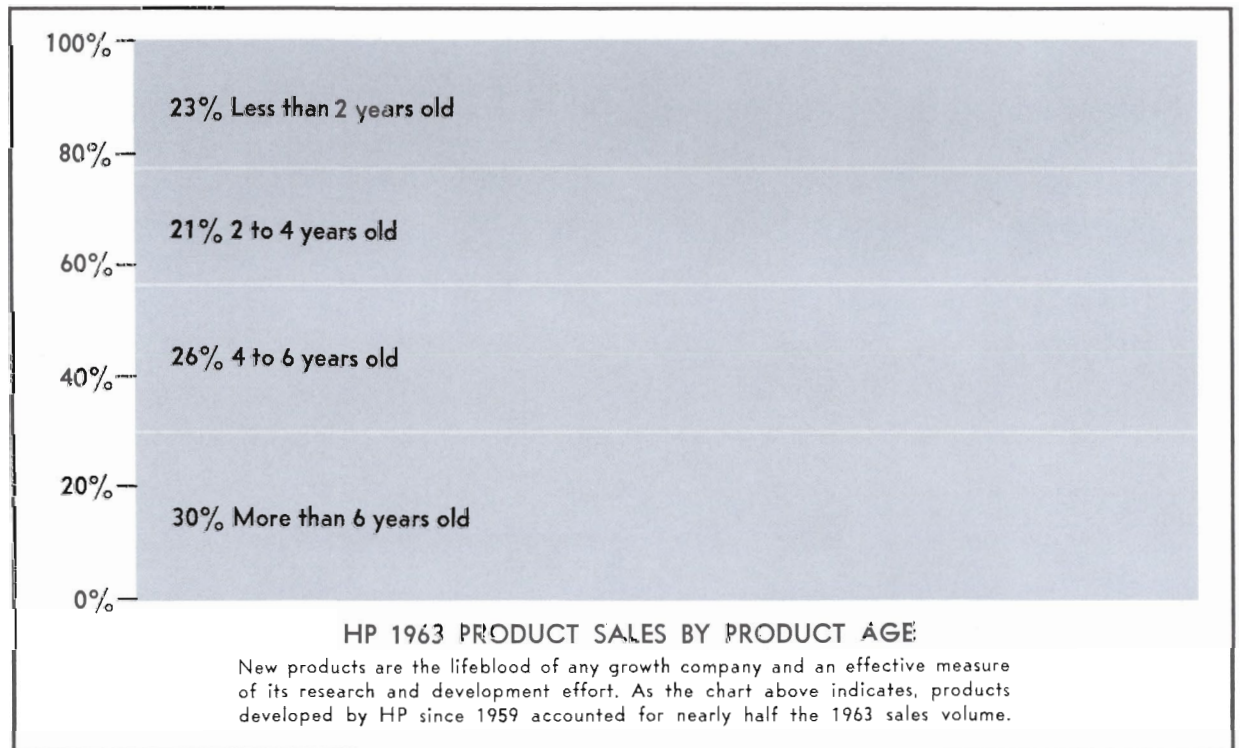 100%
23% Less than 2 years old
80%
21% 2 to 4 years old
60%
26% 4 to 6 years old
40%
20%
30% More than 6 years old
0%
HP 1963 PRODUCT SALES BY PRODUCT AGE
New products are the lifeblood of any growth company and an effective measure
of its research and development effort. As the chart above indicates, products
developed by HP since 1959 accounted for nearly half the 1963 sales volume.